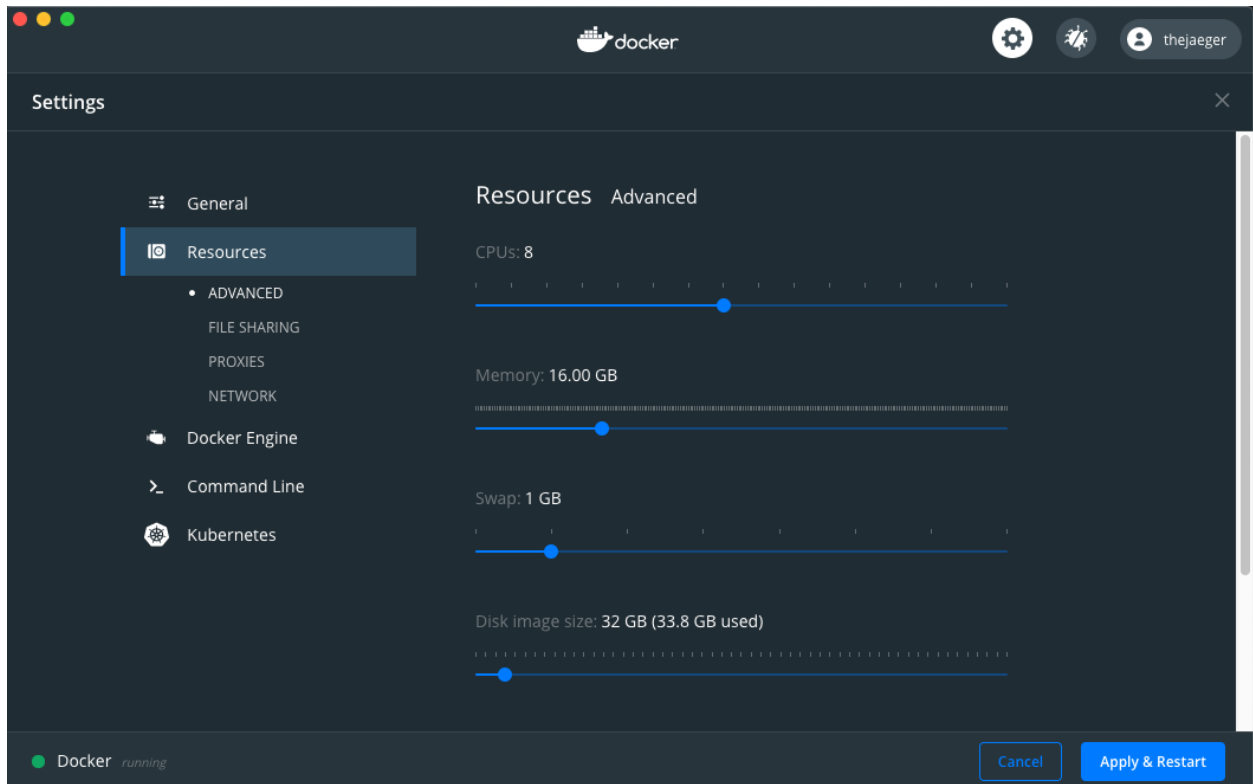 docker
thejaeger
Settings
General
Resources
ADVANCED
FILE SHARING
PROXIES
NETWORK
Docker Engine
Command Line
Kubernetes
Resources Advanced
CPUs: 8
Memory: 16.00 GB
Swap: 1 GB
Disk image size: 32 GB (33.8 GB used)
Docker running
Cancel
Apply & Restart